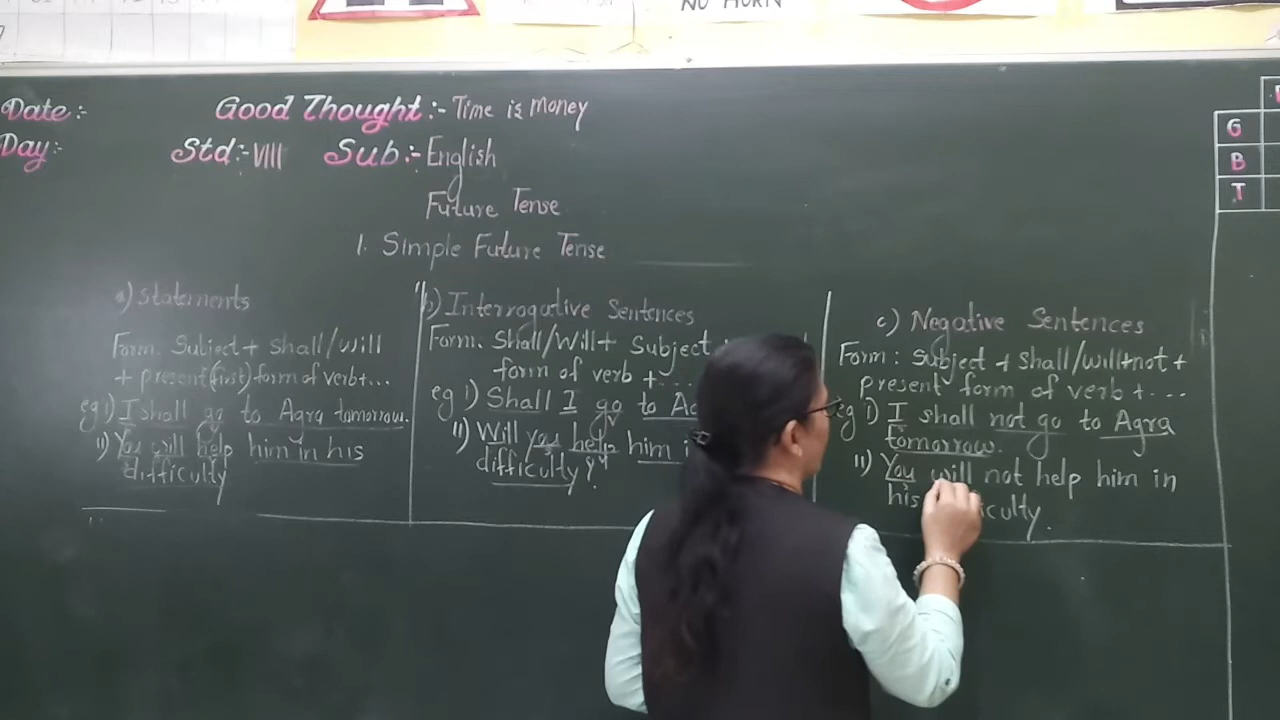 NO HORN
Date:-
Good Thought:- Time is Money
Day:-
Std:- VIII
Sub:- English
Future Tense
1. Simple Future Tense
a) Statements
Form. Subject + shall/will
+ present (first) form of verb + ...
eg i) I shall go to Agra tomorrow.
ii) You will help him in his
difficulty
b) Interrogative Sentences
Form. Shall/Will + Subject
form of verb + ...
eg i) Shall I go to
ii) Will you help him
difficulty?
c) Negative Sentences
Form: Subject + shall/will + not +
present form of verb + ...
eg i) I shall not go to Agra
tomorrow.
ii) You will not help him in
his
G
B
T